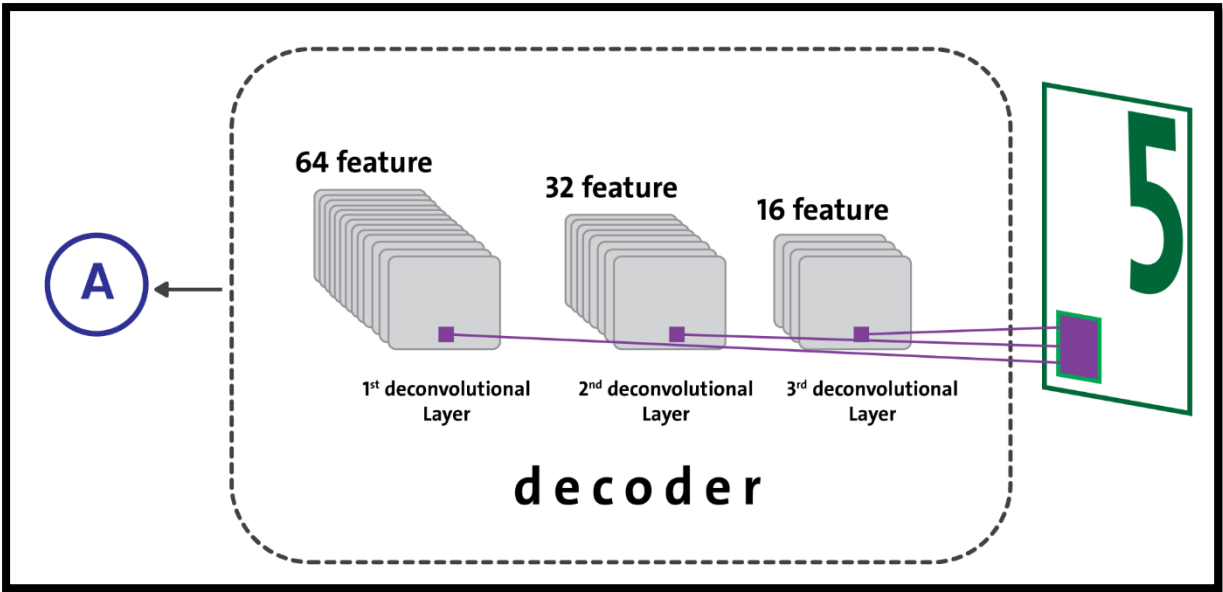 64 feature
32 feature
16 feature
5
A
1st deconvolutional
Layer
2nd deconvolutional
Layer
3rd deconvolutional
Layer
decoder